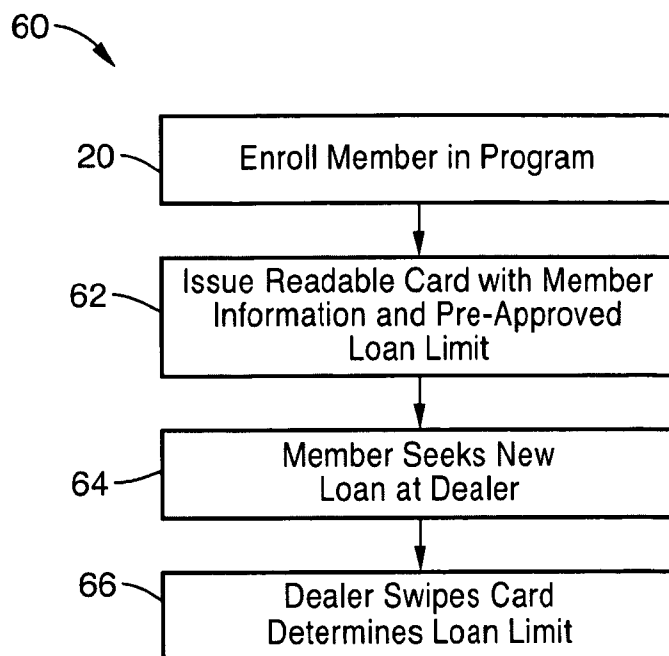 60
20
Enroll Member in Program
62
Issue Readable Card with Member
Information and Pre-Approved
Loan Limit
64
Member Seeks New
Loan at Dealer
66
Dealer Swipes Card
Determines Loan Limit